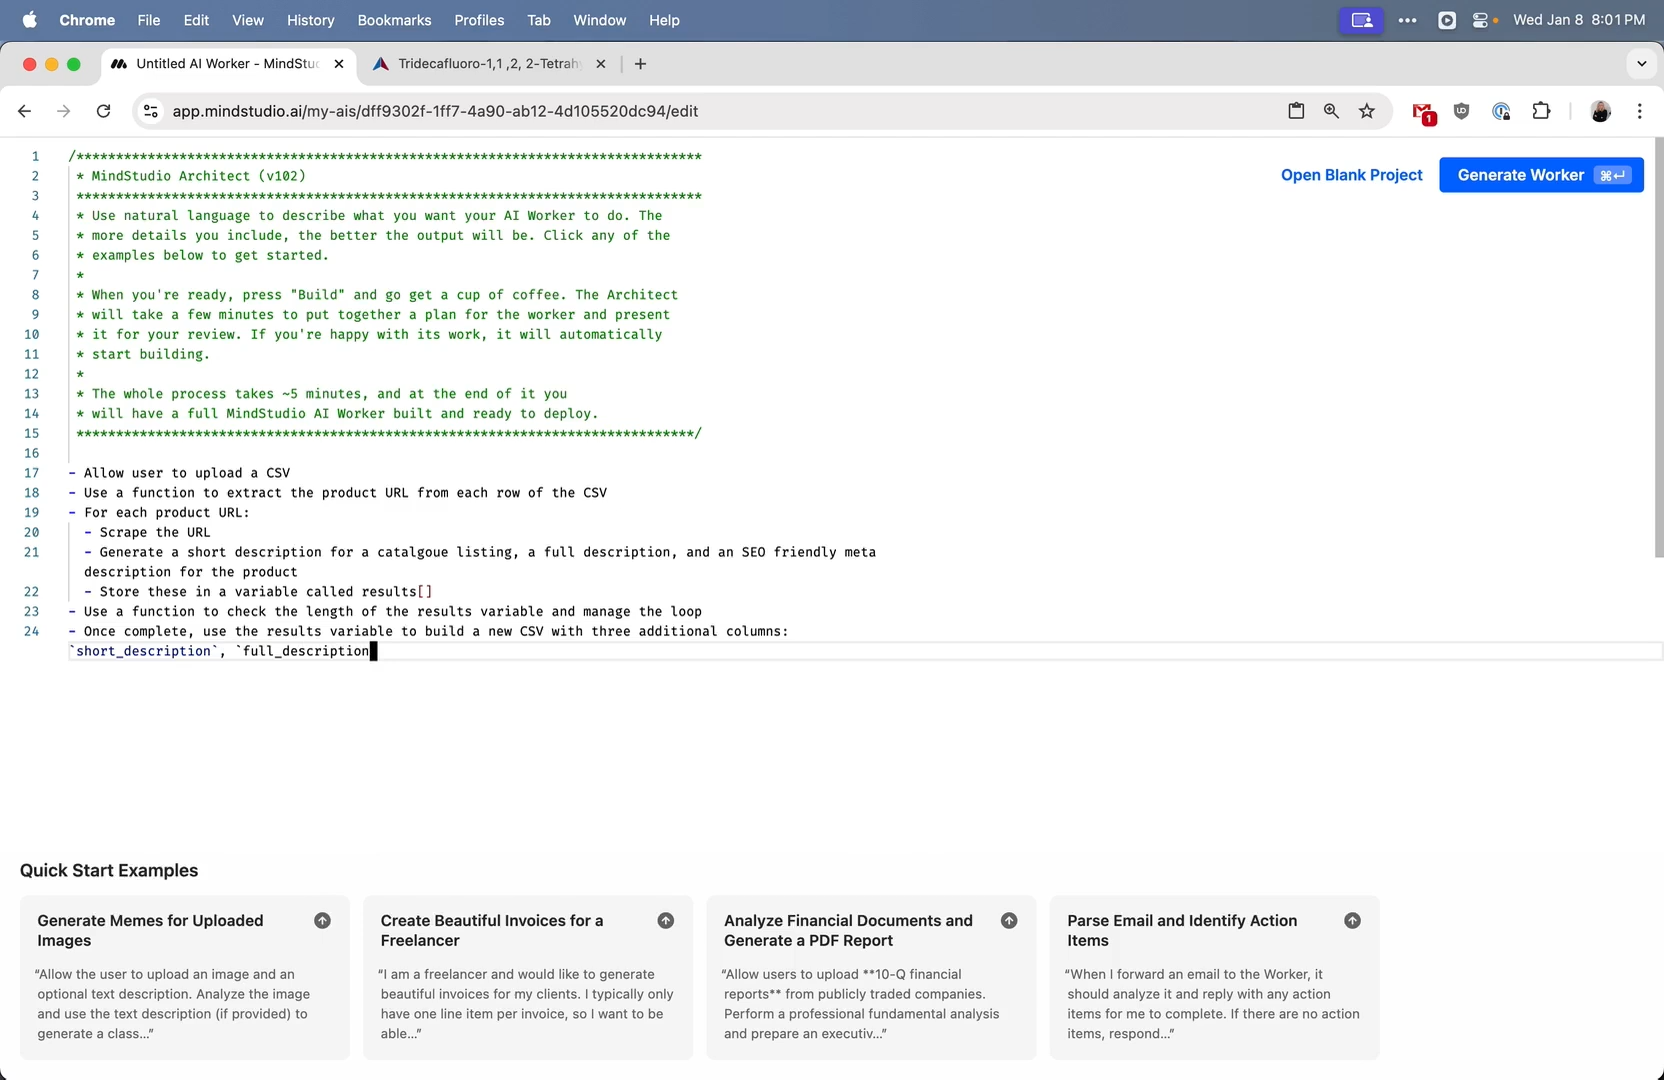 Chrome File Edit View History Bookmarks Profiles Tab Window Help Wed Jan 8 8:01 PM
Untitled AI Worker - MindStu Tridecafluoro-1,1 ,2, 2-Tetrah
app.mindstudio.ai/my-ais/dff9302f-1ff7-4a90-ab12-4d105520dc94/edit 1
1 /*******************************************************************************
2 * MindStudio Architect (v102)
3 *******************************************************************************
4 * Use natural language to describe what you want your AI Worker to do. The
5 * more details you include, the better the output will be. Click any of the
6 * examples below to get started.
7 *
8 * When you're ready, press "Build" and go get a cup of coffee. The Architect
9 * will take a few minutes to put together a plan for the worker and present
10 * it for your review. If you're happy with its work, it will automatically
11 * start building.
12 *
13 * The whole process takes ~5 minutes, and at the end of it you
14 * will have a full MindStudio AI Worker built and ready to deploy.
15 ******************************************************************************/
16
17 - Allow user to upload a CSV
18 - Use a function to extract the product URL from each row of the CSV
19 - For each product URL:
20 - Scrape the URL
21 - Generate a short description for a catalgoue listing, a full description, and an SEO friendly meta
description for the product
22 - Store these in a variable called results[]
23 - Use a function to check the length of the results variable and manage the loop
24 - Once complete, use the results variable to build a new CSV with three additional columns:
`short_description`, `full_description
Open Blank Project
Generate Worker ⌘↵
Quick Start Examples
Generate Memes for Uploaded
Images
“Allow the user to upload an image and an
optional text description. Analyze the image
and use the text description (if provided) to
generate a class...”
Create Beautiful Invoices for a
Freelancer
“I am a freelancer and would like to generate
beautiful invoices for my clients. I typically only
have one line item per invoice, so I want to be
able...”
Analyze Financial Documents and
Generate a PDF Report
“Allow users to upload **10-Q financial
reports** from publicly traded companies.
Perform a professional fundamental analysis
and prepare an executiv...”
Parse Email and Identify Action
Items
“When I forward an email to the Worker, it
should analyze it and reply with any action
items for me to complete. If there are no action
items, respond...”